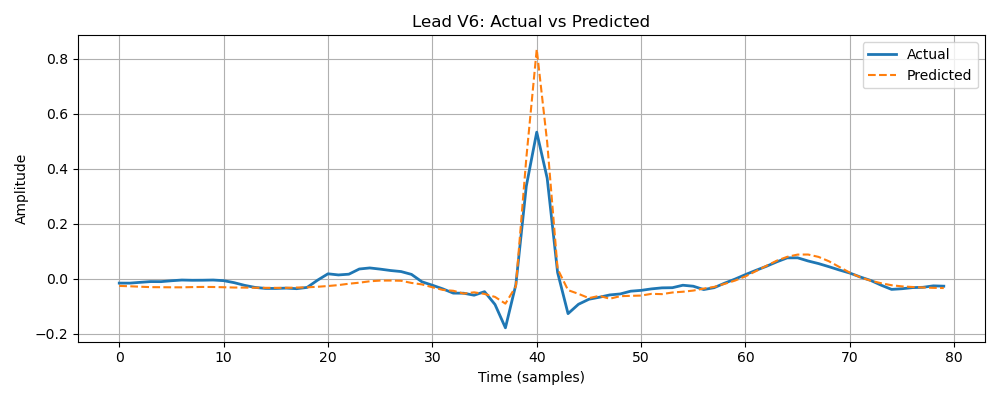 Lead V6: Actual vs Predicted
Actual
Predicted
Amplitude
0.8
0.6
0.4
0.2
0.0
−0.2
0 10 20 30 40 50 60 70 80
Time (samples)